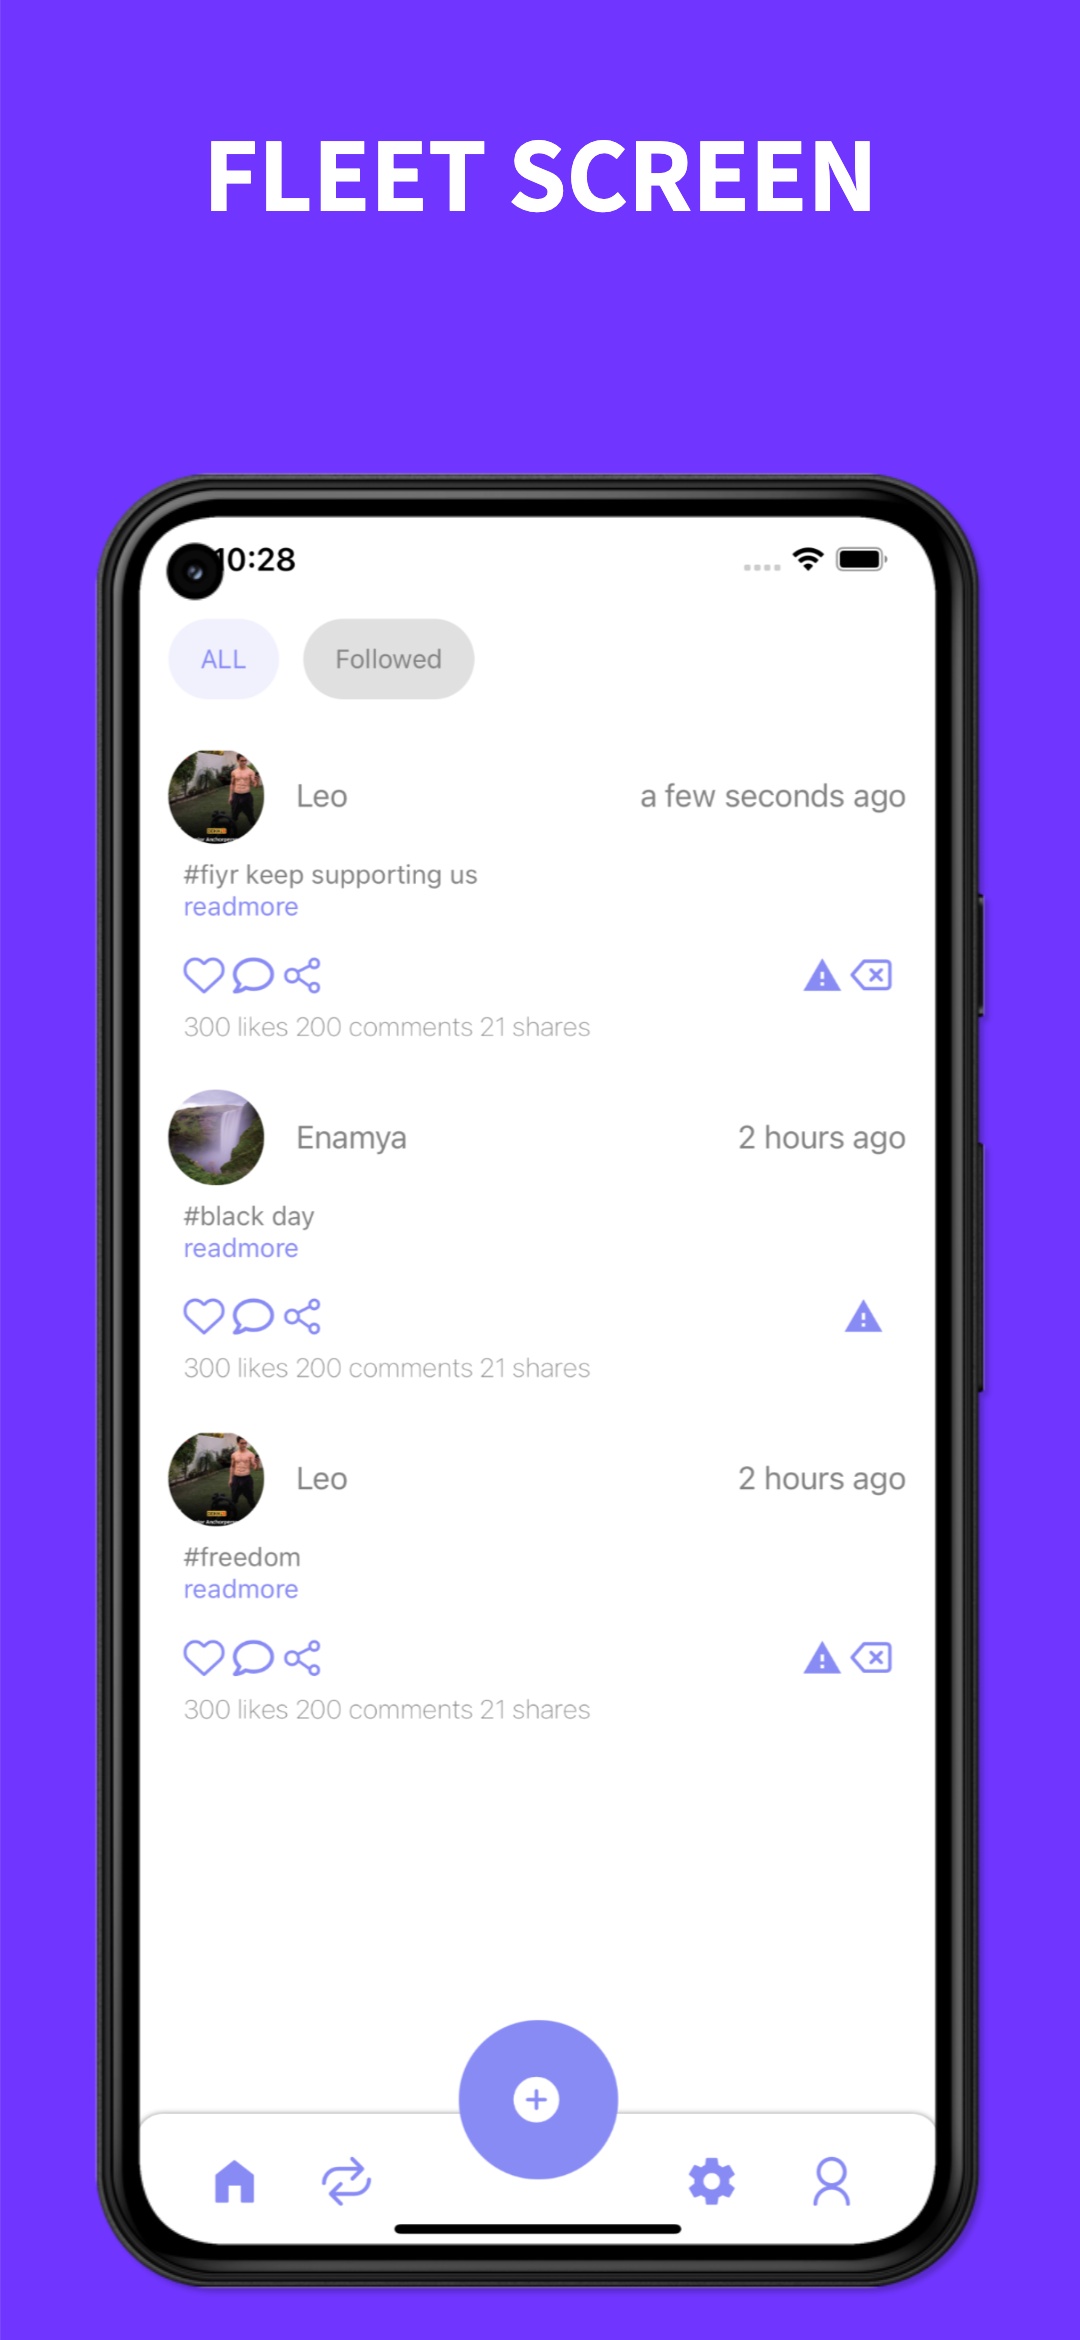 FLEET SCREEN
10:28
ALL Followed
Leo a few seconds ago
#fiyr keep supporting us
readmore
300 likes 200 comments 21 shares
Enamya 2 hours ago
#black day
readmore
300 likes 200 comments 21 shares
Leo 2 hours ago
#freedom
readmore
300 likes 200 comments 21 shares